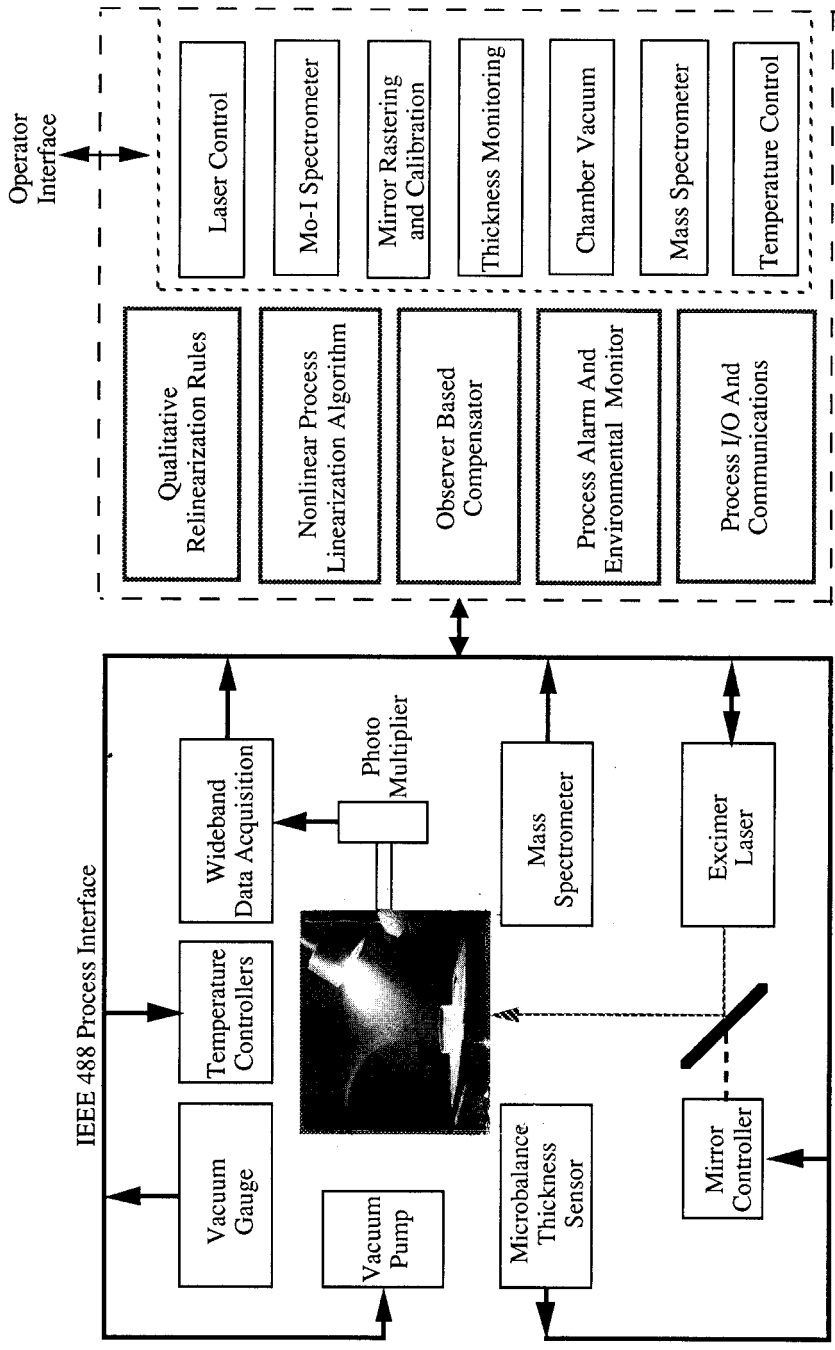 IEEE 488 Process Interface
Vacuum
Gauge
Temperature
Controllers
Wideband
Data Acquisition
Vacuum
Pump
Photo
Multiplier
Microbalance
Thickness
Sensor
Mass
Spectrometer
Mirror
Controller
Excimer
Laser
Qualitative
Relinearization Rules
Nonlinear Process
Linearization Algorithm
Observer Based
Compensator
Process Alarm And
Environmental Monitor
Process I/O And
Communications
Operator
Interface
Laser Control
Mo-I Spectrometer
Mirror Rastering
and Calibration
Thickness Monitoring
Chamber Vacuum
Mass Spectrometer
Temperature Control